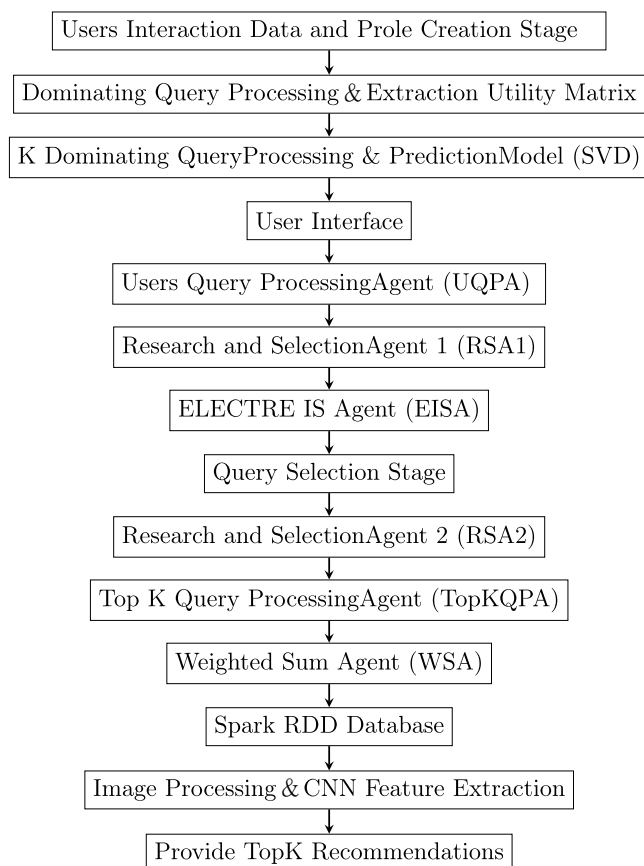 Users Interaction Data and Prole Creation Stage
Dominating Query Processing & Extraction Utility Matrix
K Dominating QueryProcessing & PredictionModel (SVD)
User Interface
Users Query ProcessingAgent (UQPA)
Research and SelectionAgent 1 (RSA1)
ELECTRE IS Agent (EISA)
Query Selection Stage
Research and SelectionAgent 2 (RSA2)
Top K Query ProcessingAgent (TopKQPA)
Weighted Sum Agent (WSA)
Spark RDD Database
Image Processing & CNN Feature Extraction
Provide TopK Recommendations